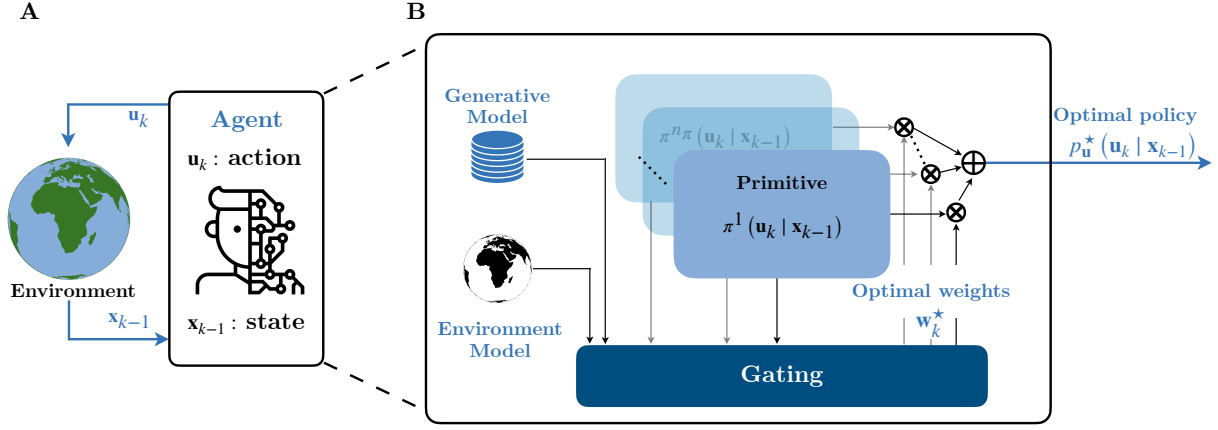 A
B
u_k
Agent
u_k : action
Environment
x_{k−1}
x_{k−1} : state
Generative
Model
Environment
Model
π^{n_π} (u_k | x_{k−1})
Primitive
π^1 (u_k | x_{k−1})
Optimal weights
w_k^⋆
Gating
Optimal policy
p_u^⋆ (u_k | x_{k−1})